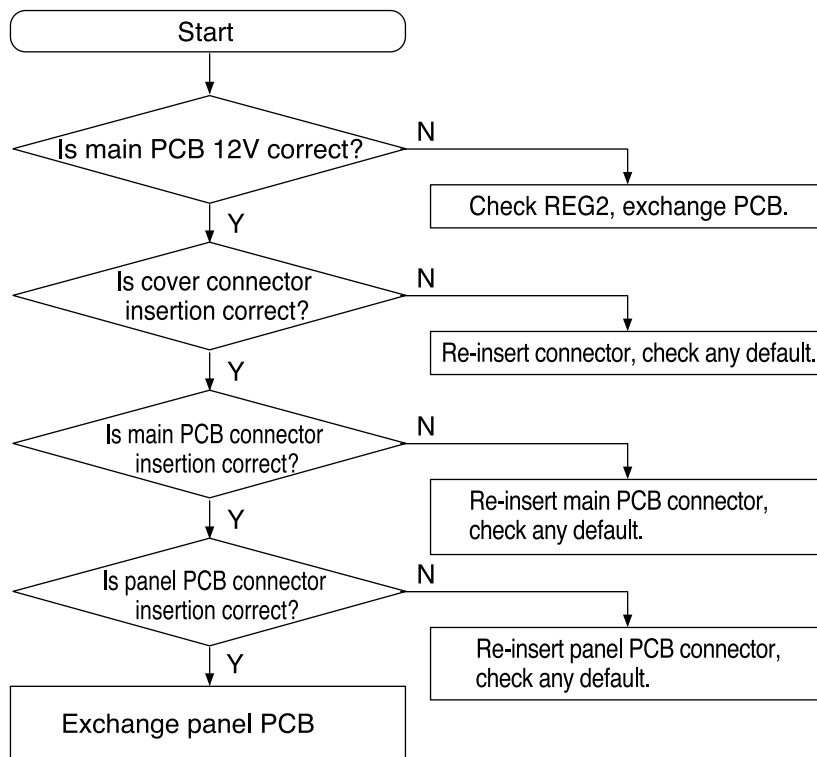 Start
Is main PCB 12V correct?
N
Check REG2, exchange PCB.
Y
Is cover connector
insertion correct?
N
Re-insert connector, check any default.
Y
Is main PCB connector
insertion correct?
N
Re-insert main PCB connector,
check any default.
Y
Is panel PCB connector
insertion correct?
N
Re-insert panel PCB connector,
check any default.
Y
Exchange panel PCB